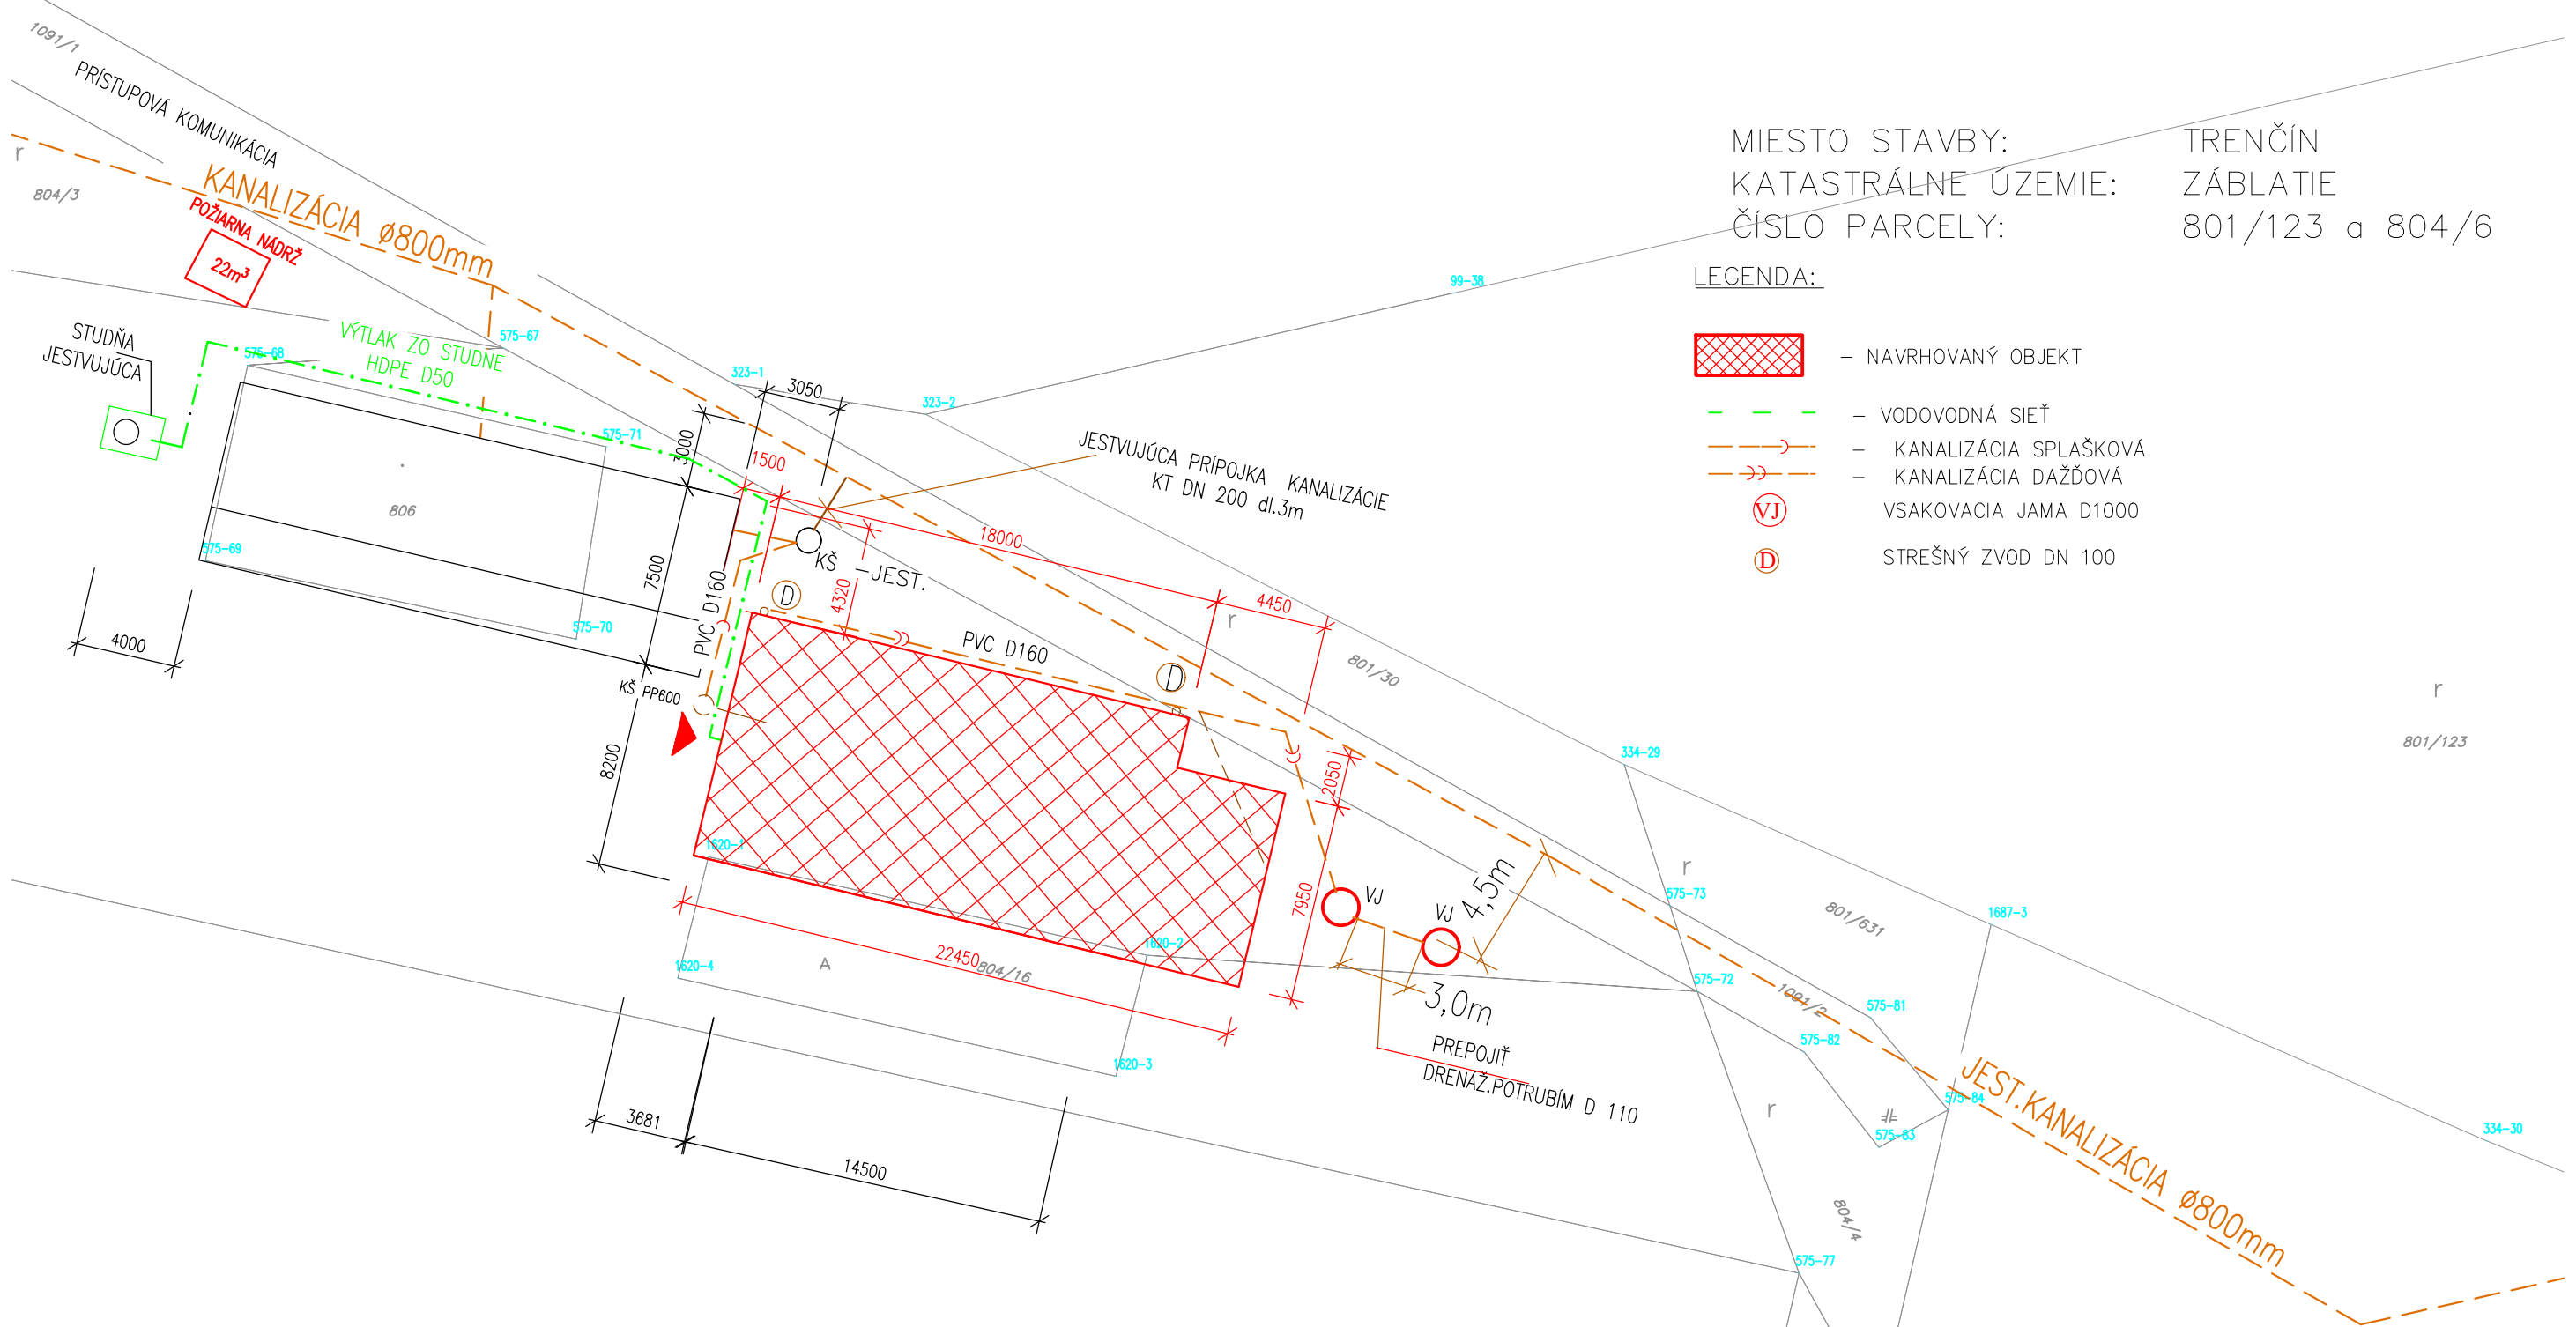 1091/1
PRÍSTUPOVÁ KOMUNIKÁCIA
r
804/3
KANALIZÁCIA ø800mm
POŽIARNA NÁDRŽ
22m³
STUDŇA
JESTVUJÚCA
VÝTLAK ZO STUDNE
HDPE D50
575-67
575-68
575-71
806
575-69
575-70
4000
MIESTO STAVBY: TRENČÍN
KATASTRÁLNE ÚZEMIE: ZÁBLATIE
ČÍSLO PARCELY: 801/123 a 804/6
LEGENDA:
– NAVRHOVANÝ OBJEKT
– VODOVODNÁ SIEŤ
– KANALIZÁCIA SPLAŠKOVÁ
– KANALIZÁCIA DAŽĎOVÁ
VJ VSAKOVACIA JAMA D1000
D STREŠNÝ ZVOD DN 100
99-38
323-1
3050
323-2
3000
1500
JESTVUJÚCA PRÍPOJKA KANALIZÁCIE
KT DN 200 dl.3m
18000
KŠ –JEST.
7500
PVC D160
D
4320
PVC D160
D
4450
r
801/30
KŠ PP600
8200
334-29
r
801/123
2050
7950
1620-1
22450
804/16
A
1620-2
1620-4
1620-3
VJ
VJ
4,5m
3,0m
PREPOJIŤ
DRENÁŽ.POTRUBÍM D 110
r
575-73
801/631
1687-3
575-72
1091/2
575-81
575-82
575-84
575-83
r
804/4
575-77
JEST.KANALIZÁCIA ø800mm
334-30
3681
14500